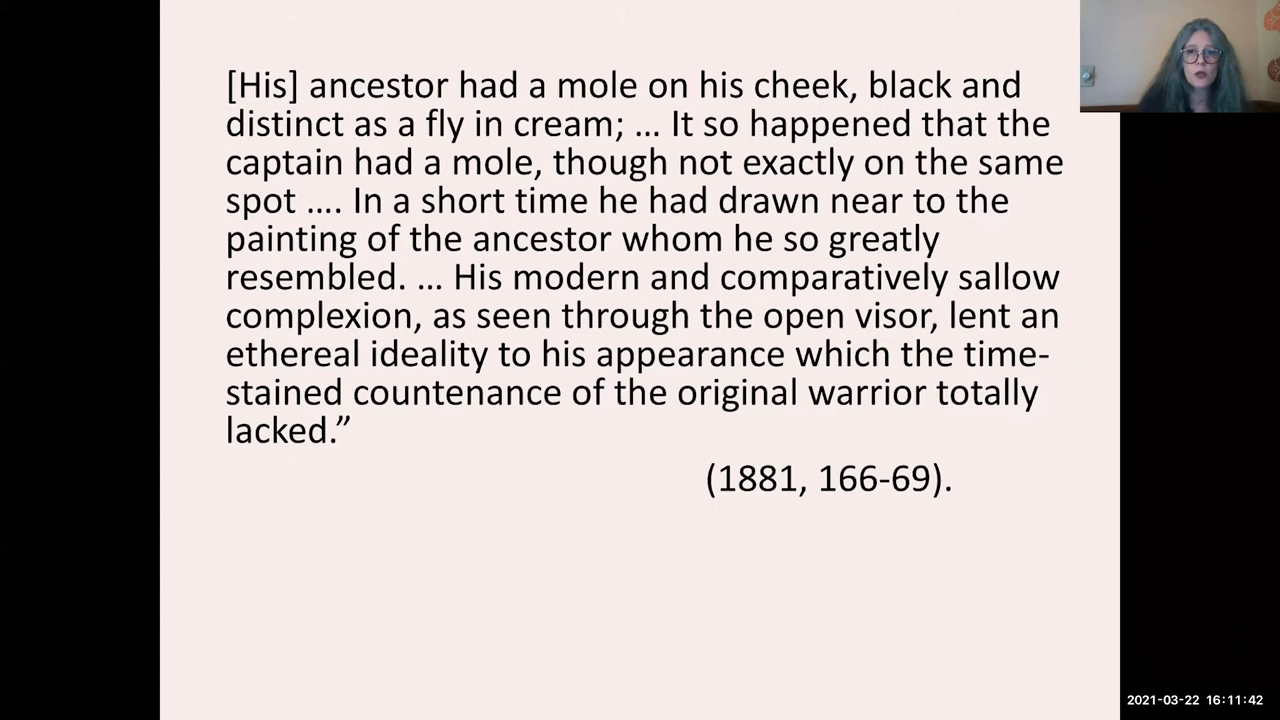 [His] ancestor had a mole on his cheek, black and
distinct as a fly in cream; … It so happened that the
captain had a mole, though not exactly on the same
spot …. In a short time he had drawn near to the
painting of the ancestor whom he so greatly
resembled. … His modern and comparatively sallow
complexion, as seen through the open visor, lent an
ethereal ideality to his appearance which the time-
stained countenance of the original warrior totally
lacked.”
(1881, 166-69).
2021-03-22 16:11:42